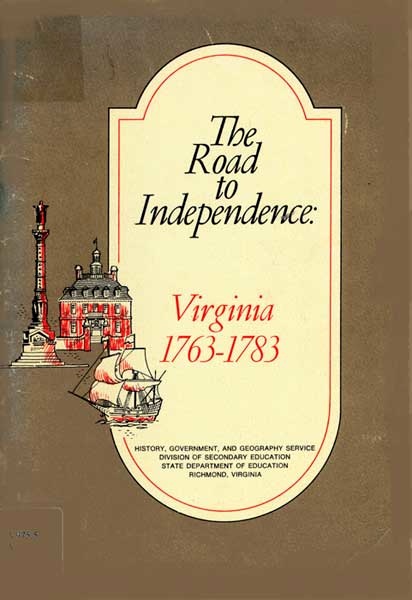 The
Road
to
Independence:
Virginia
1763-1783
HISTORY, GOVERNMENT, AND GEOGRAPHY SERVICE
DIVISION OF SECONDARY EDUCATION
STATE DEPARTMENT OF EDUCATION
RICHMOND, VIRGINIA